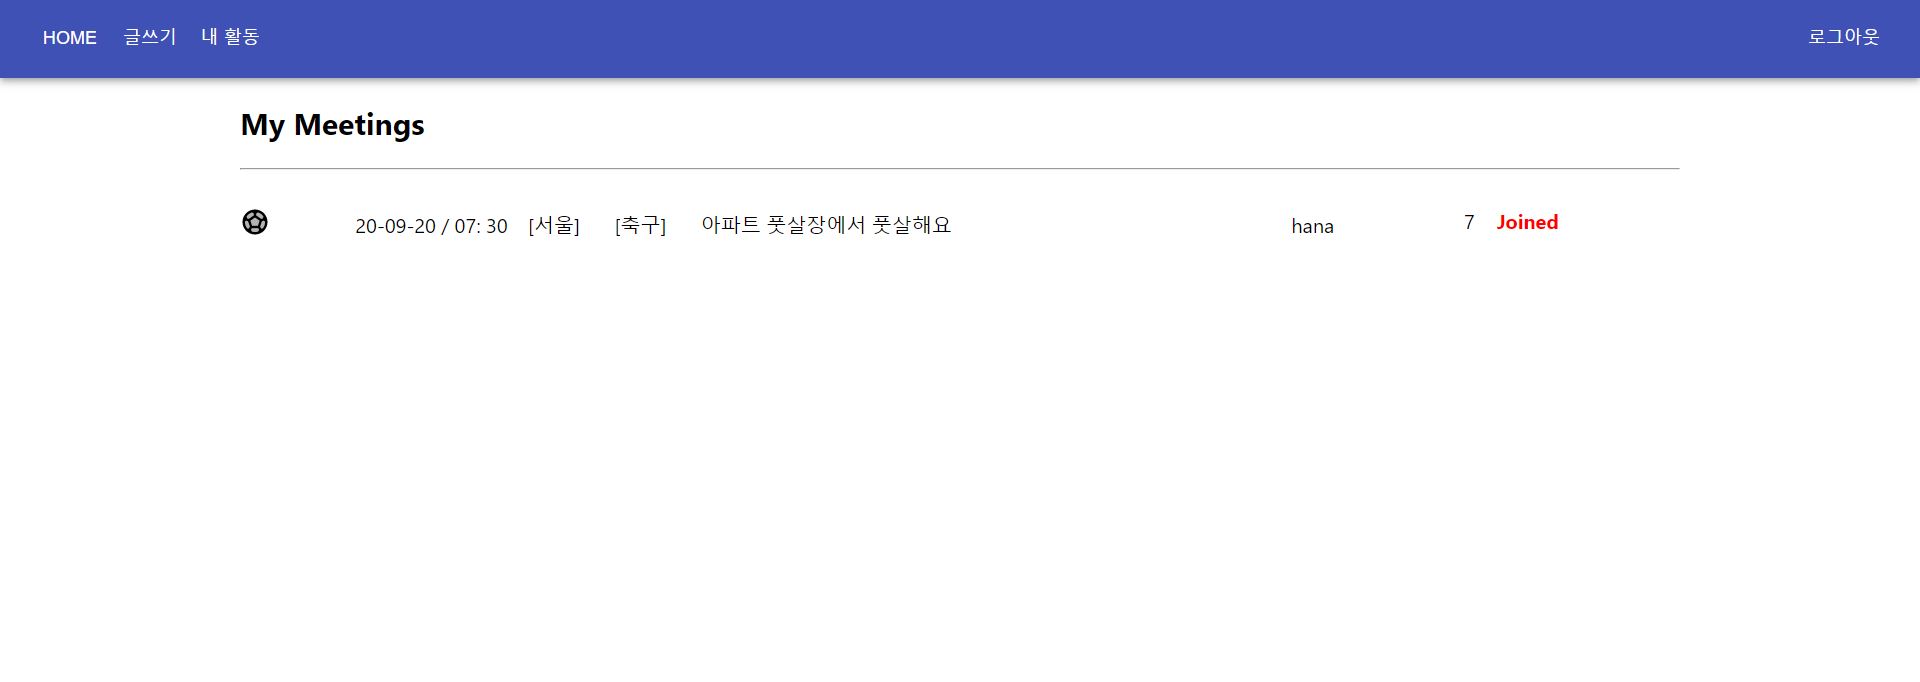 HOME 글쓰기 내 활동 로그아웃
My Meetings
20-09-20 / 07: 30 [서울] [축구] 아파트 풋살장에서 풋살해요 hana 7 Joined